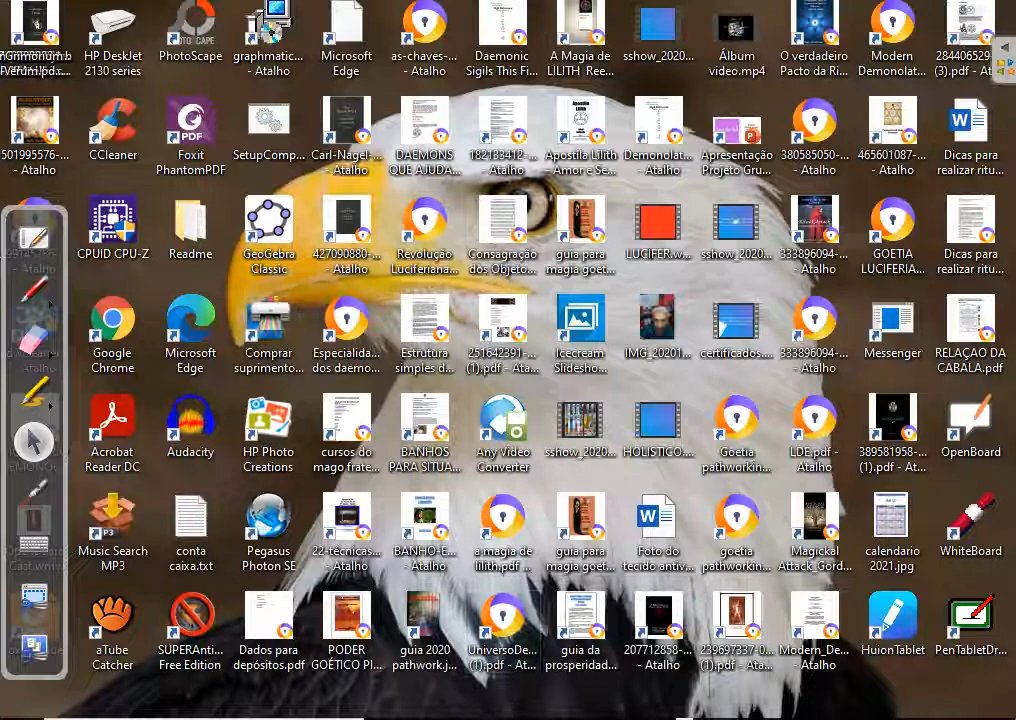 HP DeskJet
2130 series
PhotoScape
graphmatic...
- Atalho
Microsoft
Edge
as-chaves-...
- Atalho
Daemonic
Sigils This Fi...
A Magia de
LILITH Ree...
sshow_2020...
Álbum
video.mp4
O verdadeiro
Pacto da Ri...
Modern
Demonolat...
284406529-...
(3).pdf - At...
501995576-...
- Atalho
CCleaner
Foxit
PhantomPDF
SetupComp...
Carl-Nagel-...
- Atalho
DAEMONS
QUE AJUDA...
182133412-...
- Atalho
Apostila Lilith
- Amor e Se...
Demonolat...
- Atalho
Apresentação
Projeto Gru...
380585050-...
- Atalho
465601087-...
- Atalho
Dicas para
realizar ritu...
CPUID CPU-Z
Readme
GeoGebra
Classic
427090880-...
- Atalho
Revolução
Luciferiana...
Consagração
dos Objeto...
guia para
magia goet...
LUCIFER.w...
sshow_2020...
333896094-...
- Atalho
GOETIA
LUCIFERIA...
Dicas para
realizar ritu...
Google
Chrome
Microsoft
Edge
Comprar
suprimento...
Especialida...
dos daemo...
Estrutura
simples d...
251642391-...
(1).pdf - Ata...
Icecream
Slidesho...
IMG_20201...
certificados...
333896094-...
- Atalho
Messenger
RELAÇAO DA
CABALA.pdf
Acrobat
Reader DC
Audacity
HP Photo
Creations
cursos do
mago frate...
BANHOS
PARA SITUA...
Any Video
Converter
sshow_2020...
HOLISTICO...
Goetia
pathworkin...
LDE.pdf -
Atalho
389581958-...
(1).pdf - At...
OpenBoard
Music Search
MP3
conta
caixa.txt
Pegasus
Photon SE
22-técnicas...
- Atalho
BANHO-E...
- Atalho
a magia de
lilith.pdf ...
guia para
magia goet...
Foto do
tecido antiv...
goetia
pathworkin...
Magickal
Attack_Gord...
calendario
2021.jpg
WhiteBoard
aTube
Catcher
SUPERAnti...
Free Edition
Dados para
depósitos.pdf
PODER
GOÉTICO PI...
guia 2020
pathwork.j...
UniversoDe...
(1).pdf - At...
guia da
prosperidad...
207712858-...
- Atalho
239697337-0...
(1).pdf - Ata...
Modern_De...
- Atalho
HuionTablet
PenTabletDr...